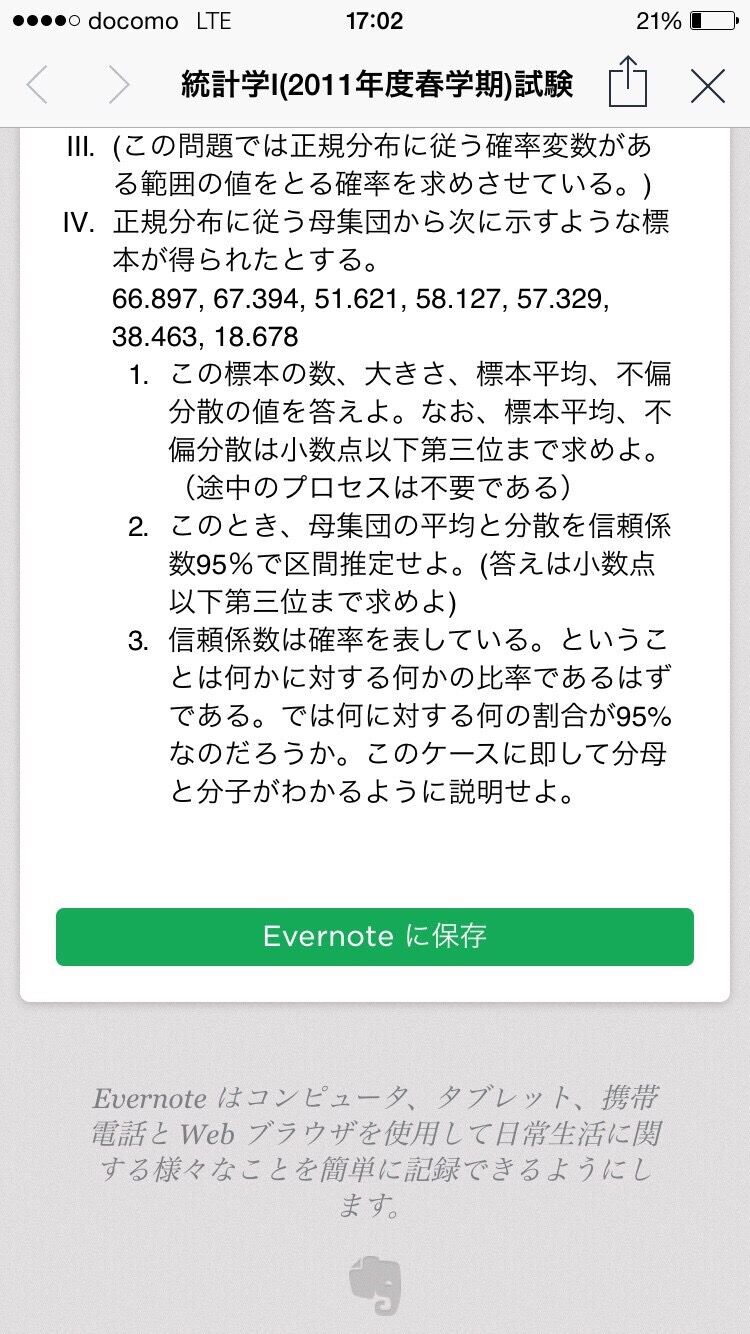 docomo LTE 17:02 21%
統計学I(2011年度春学期)試験
III. (この問題では正規分布に従う確率変数があ
る範囲の値をとる確率を求めさせている。)
IV. 正規分布に従う母集団から次に示すような標
本が得られたとする。
66.897, 67.394, 51.621, 58.127, 57.329,
38.463, 18.678
1. この標本の数、大きさ、標本平均、不偏
分散の値を答えよ。なお、標本平均、不
偏分散は小数点以下第三位まで求めよ。
（途中のプロセスは不要である）
2. このとき、母集団の平均と分散を信頼係
数95%で区間推定せよ。(答えは小数点
以下第三位まで求めよ)
3. 信頼係数は確率を表している。というこ
とは何かに対する何かの比率であるはず
である。では何に対する何の割合が95%
なのだろうか。このケースに即して分母
と分子がわかるように説明せよ。
Evernote に保存
Evernote はコンピュータ、タブレット、携帯
電話と Web ブラウザを使用して日常生活に関
する様々なことを簡単に記録できるようにし
ます。